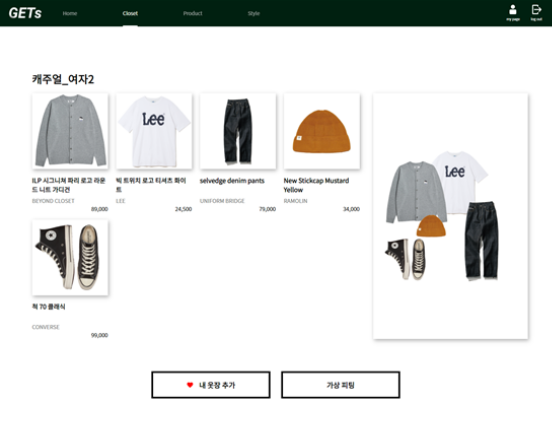 GETs
Home
Closet
Product
Style
my page
log out
캐주얼_여자2
Lee
Lee
ILP 시그니쳐 파리 로고 라운
드 니트 가디건
BEYOND CLOSET
89,000
빅 트위치 로고 티셔츠 화이
트
LEE
24,500
selvedge denim pants
UNIFORM BRIDGE
79,000
New Stickcap Mustard
Yellow
RAMOLIN
34,000
척 70 클래식
CONVERSE
99,000
내 옷장 추가
가상 피팅